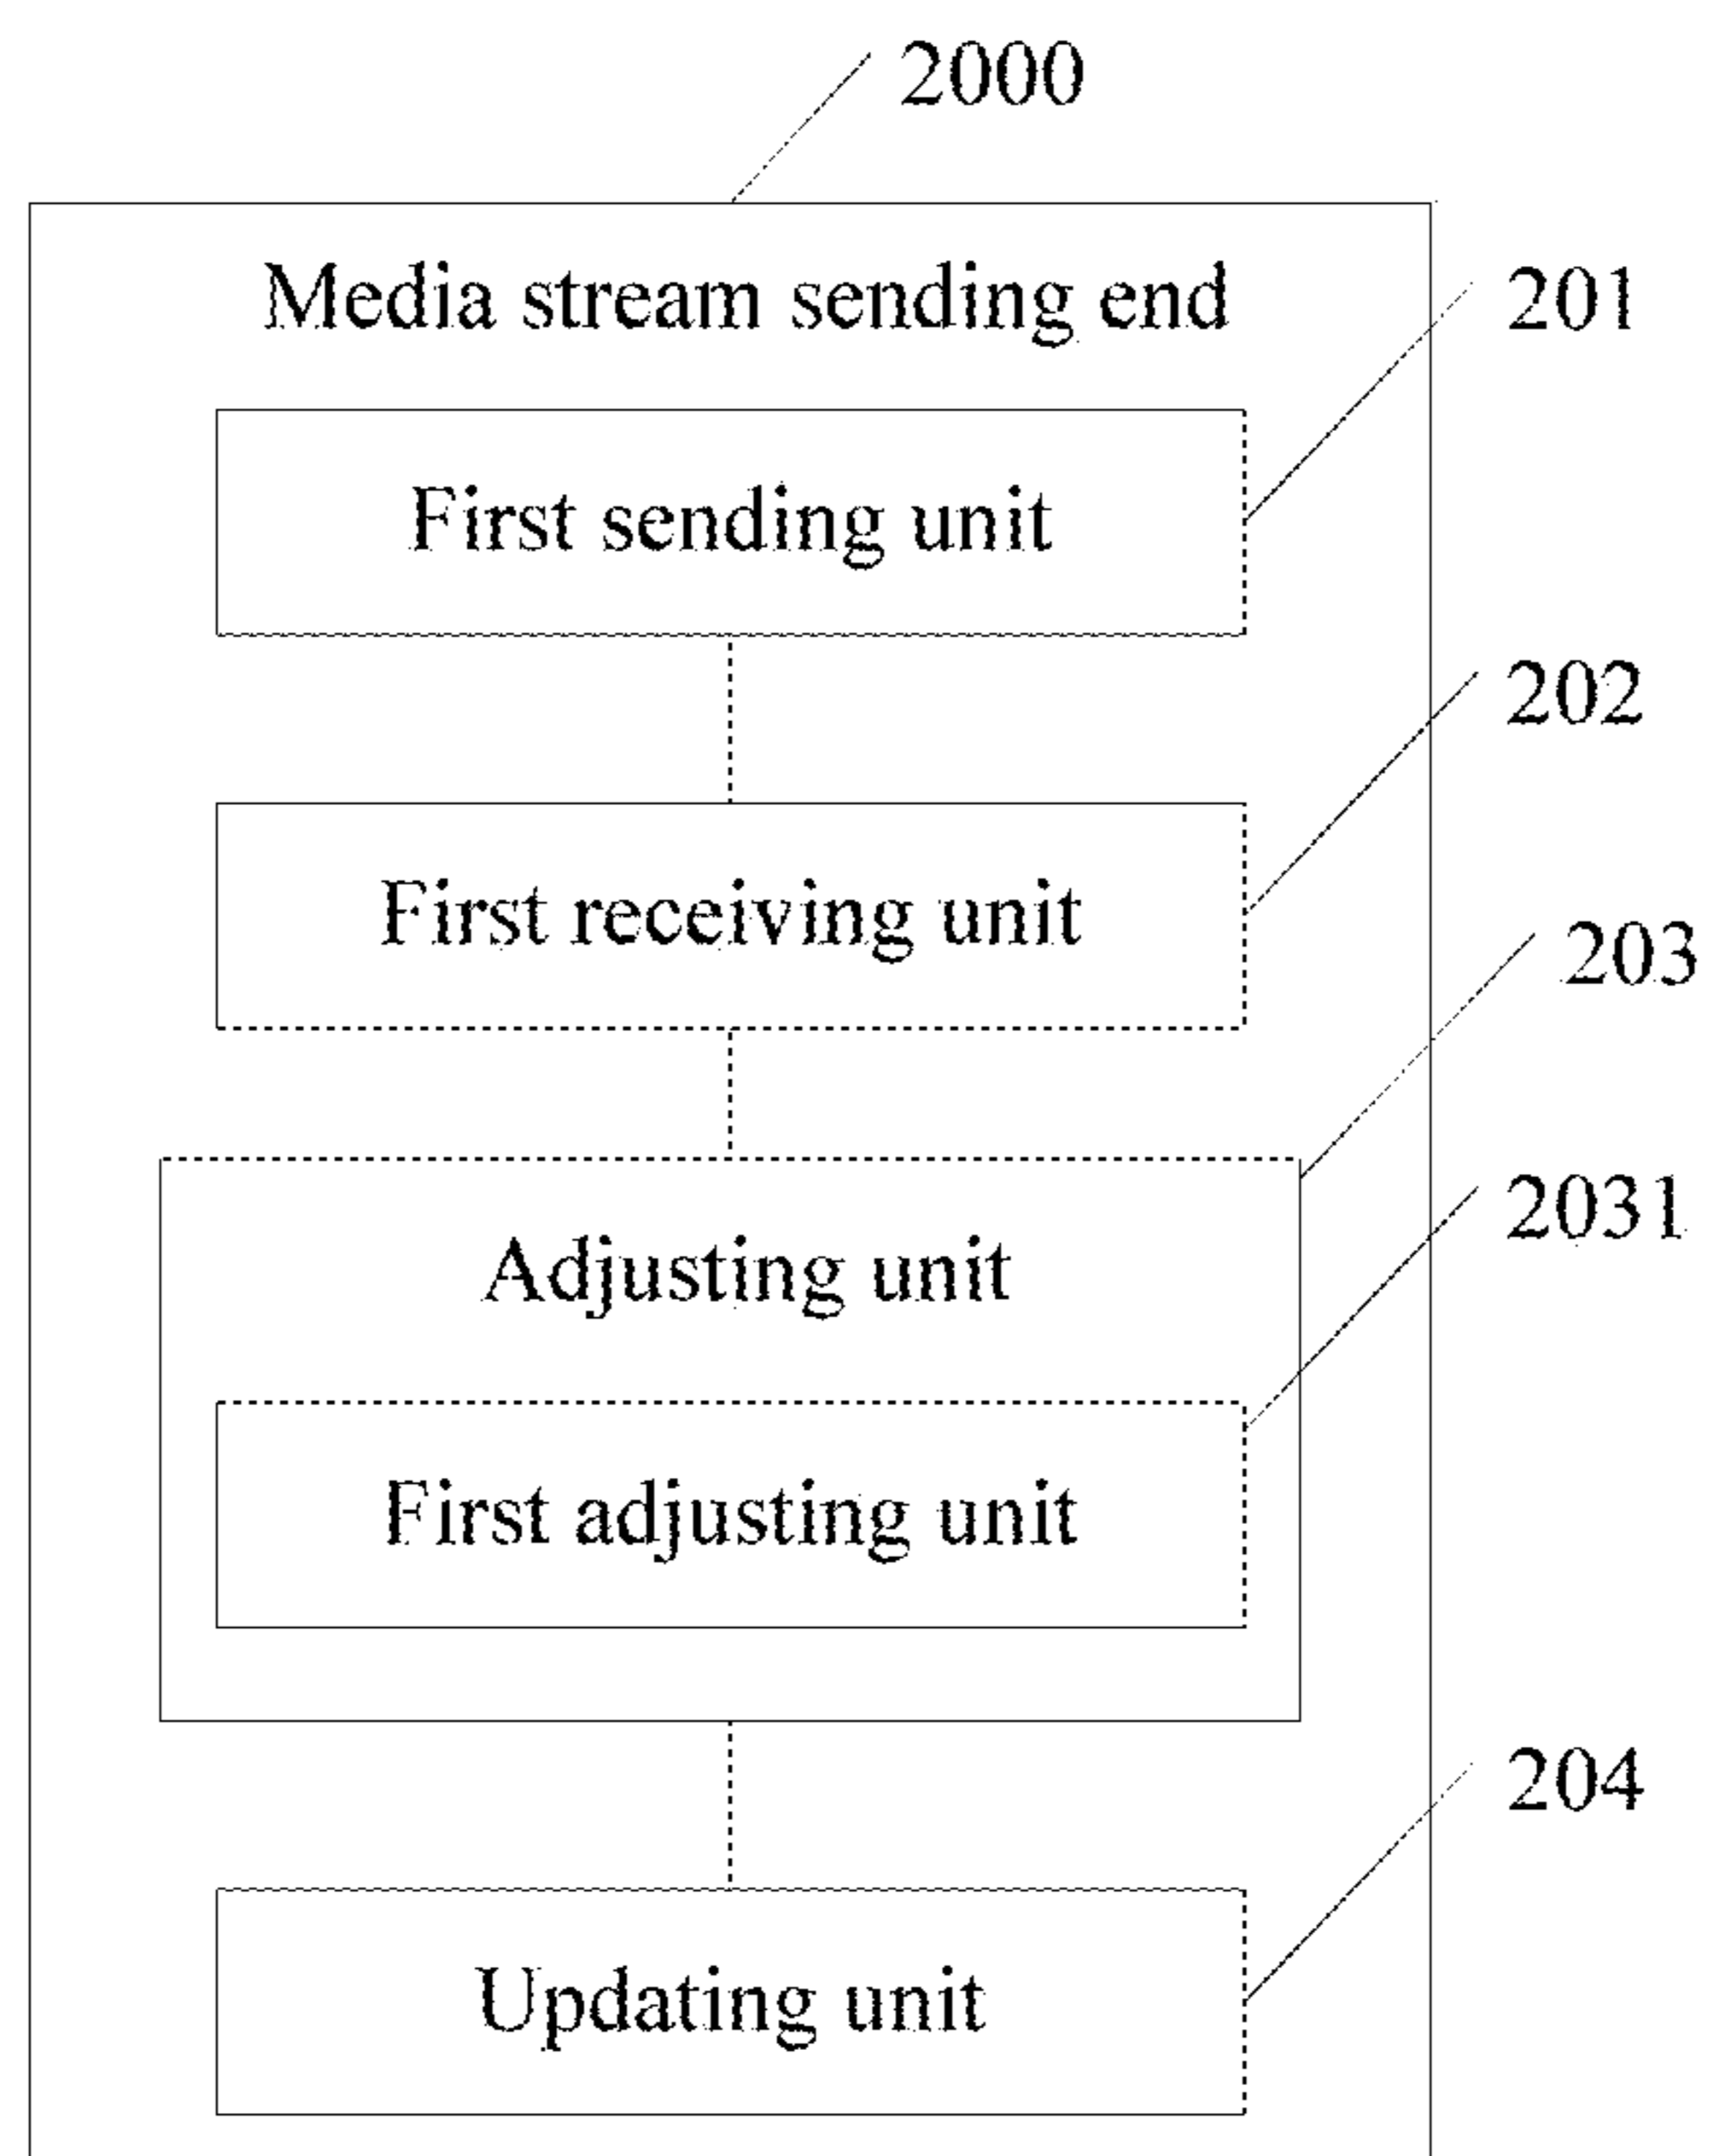 2000
Media stream sending end
201
First sending unit
202
First receiving unit
203
Adjusting unit
2031
First adjusting unit
204
Updating unit